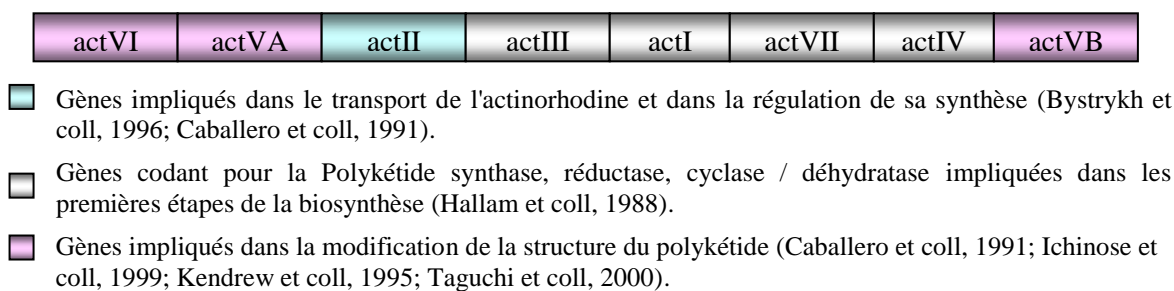 actVI actVA actII actIII actI actVII actIV actVB
Gènes impliqués dans le transport de l'actinorhodine et dans la régulation de sa synthèse (Bystrykh et
coll, 1996; Caballero et coll, 1991).
Gènes codant pour la Polykétide synthase, réductase, cyclase / déhydratase impliquées dans les
premières étapes de la biosynthèse (Hallam et coll, 1988).
Gènes impliqués dans la modification de la structure du polykétide (Caballero et coll, 1991; Ichinose et
coll, 1999; Kendrew et coll, 1995; Taguchi et coll, 2000).